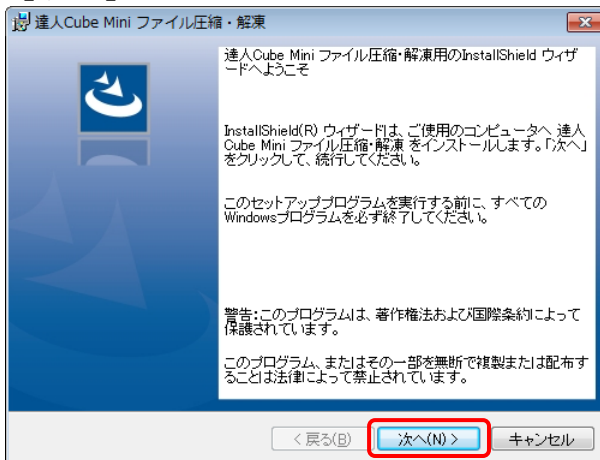 達人Cube Mini ファイル圧縮・解凍
達人Cube Mini ファイル圧縮・解凍用のInstallShield ウィザ
ードへようこそ
InstallShield(R) ウィザードは、ご使用のコンピュータへ 達人
Cube Mini ファイル圧縮・解凍 をインストールします。「次へ」
をクリックして、続行してください。
このセットアッププログラムを実行する前に、すべての
Windowsプログラムを必ず終了してください。
警告:このプログラムは、著作権法および国際条約によって
保護されています。
このプログラム、またはその一部を無断で複製または配布す
ることは法律によって禁止されています。
< 戻る(B) 次へ(N) > キャンセル